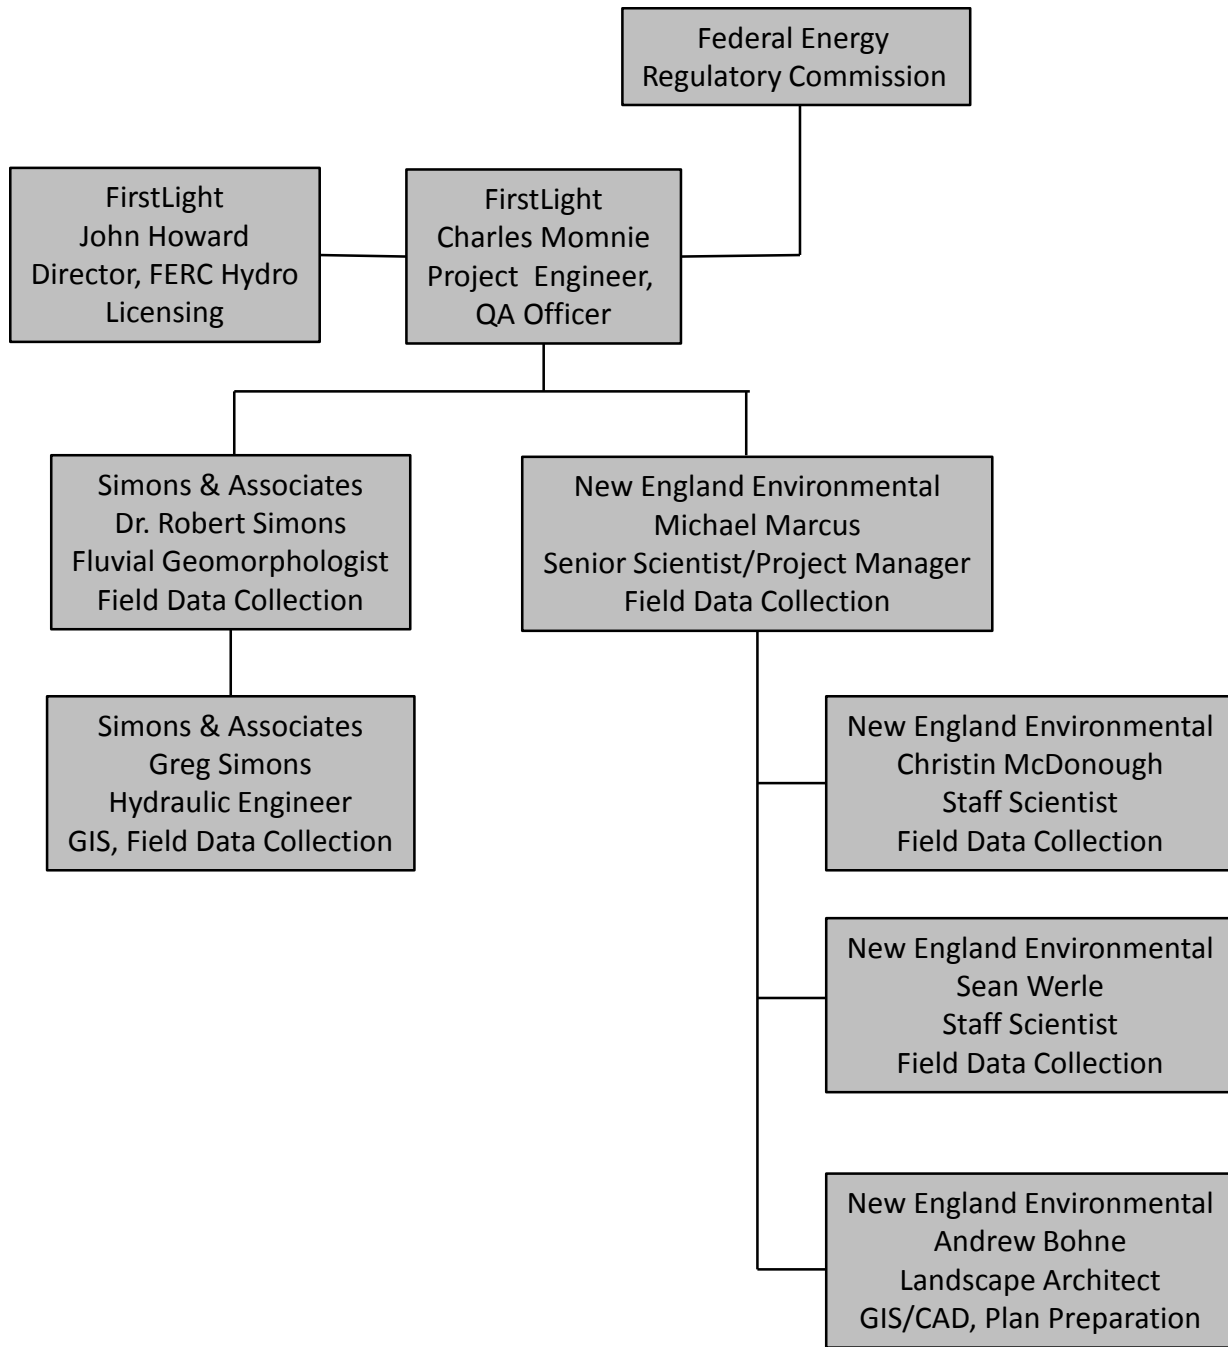 Federal Energy
Regulatory Commission
FirstLight
John Howard
Director, FERC Hydro
Licensing
FirstLight
Charles Momnie
Project  Engineer,
QA Officer
Simons & Associates
Dr. Robert Simons
Fluvial Geomorphologist
Field Data Collection
New England Environmental
Michael Marcus
Senior Scientist/Project Manager
Field Data Collection
Simons & Associates
Greg Simons
Hydraulic Engineer
GIS, Field Data Collection
New England Environmental
Christin McDonough
Staff Scientist
Field Data Collection
New England Environmental
Sean Werle
Staff Scientist
Field Data Collection
New England Environmental
Andrew Bohne
Landscape Architect
GIS/CAD, Plan Preparation